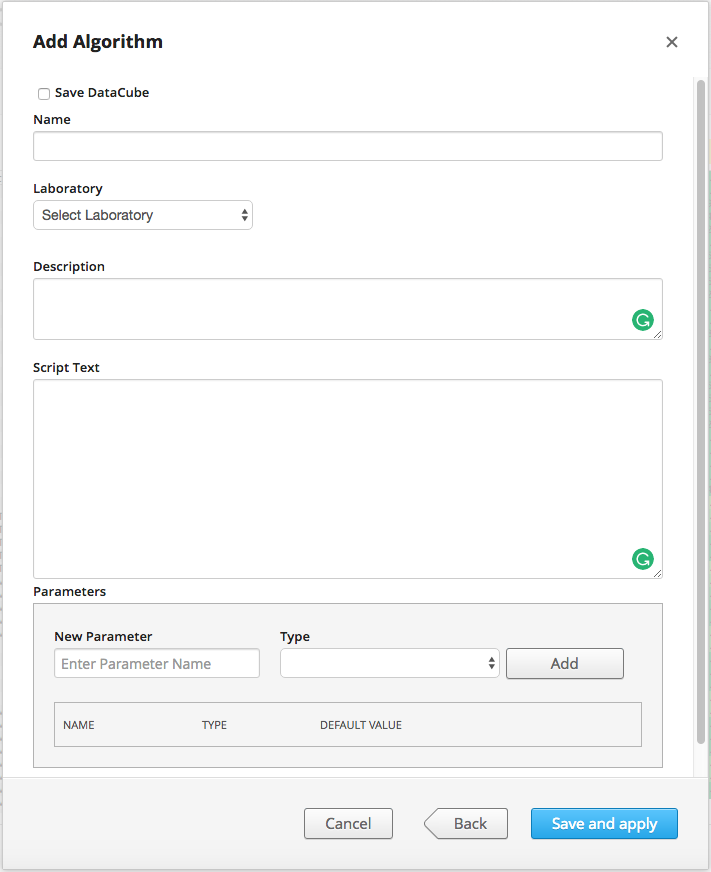 Add Algorithm
Save DataCube
Name
Laboratory
Select Laboratory
Description
Script Text
Parameters
New Parameter Type
Enter Parameter Name Add
NAME TYPE DEFAULT VALUE
Cancel Back Save and apply